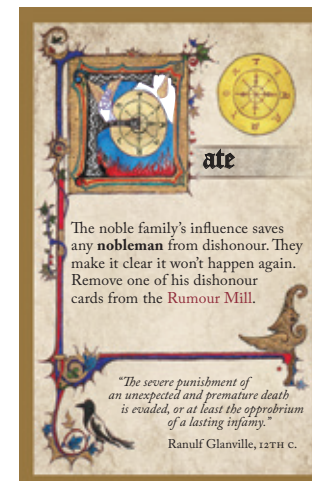 Fate
The noble family's influence saves
any nobleman from dishonour. They
make it clear it won't happen again.
Remove one of his dishonour
cards from the Rumour Mill.
"The severe punishment of
an unexpected and premature death
is evaded, or at least the opprobrium
of a lasting infamy."
Ranulf Glanville, 12TH C.